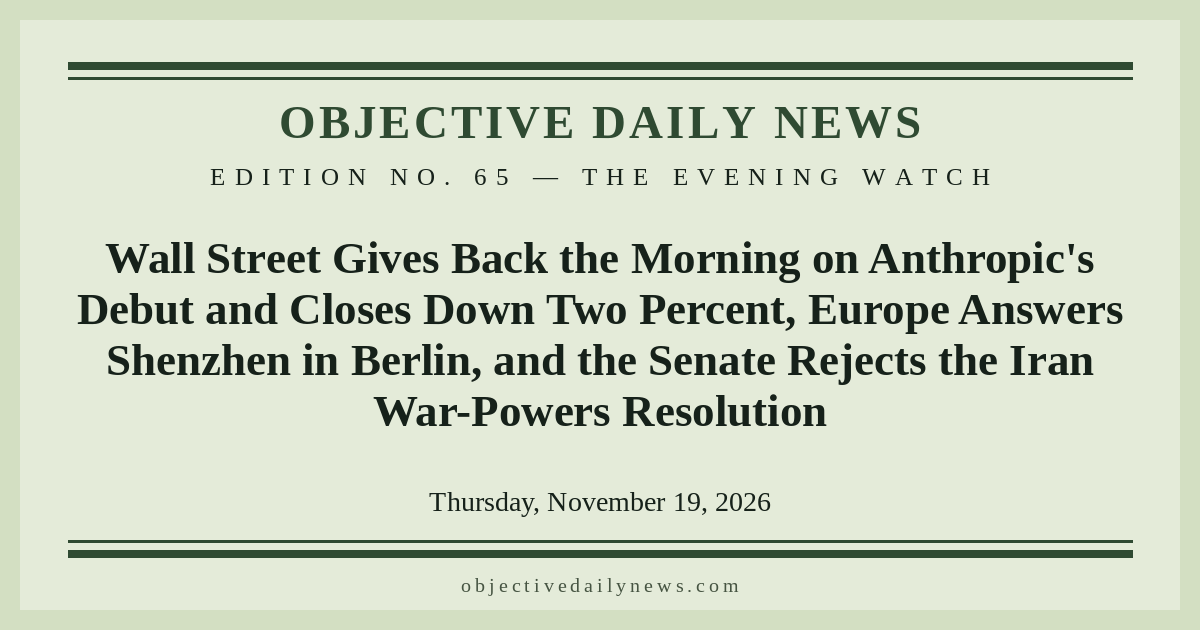 OBJECTIVE DAILY NEWS
EDITION NO. 65 — THE EVENING WATCH
Wall Street Gives Back the Morning on Anthropic's
Debut and Closes Down Two Percent, Europe Answers
Shenzhen in Berlin, and the Senate Rejects the Iran
War-Powers Resolution
Thursday, November 19, 2026
objectivedailynews.com